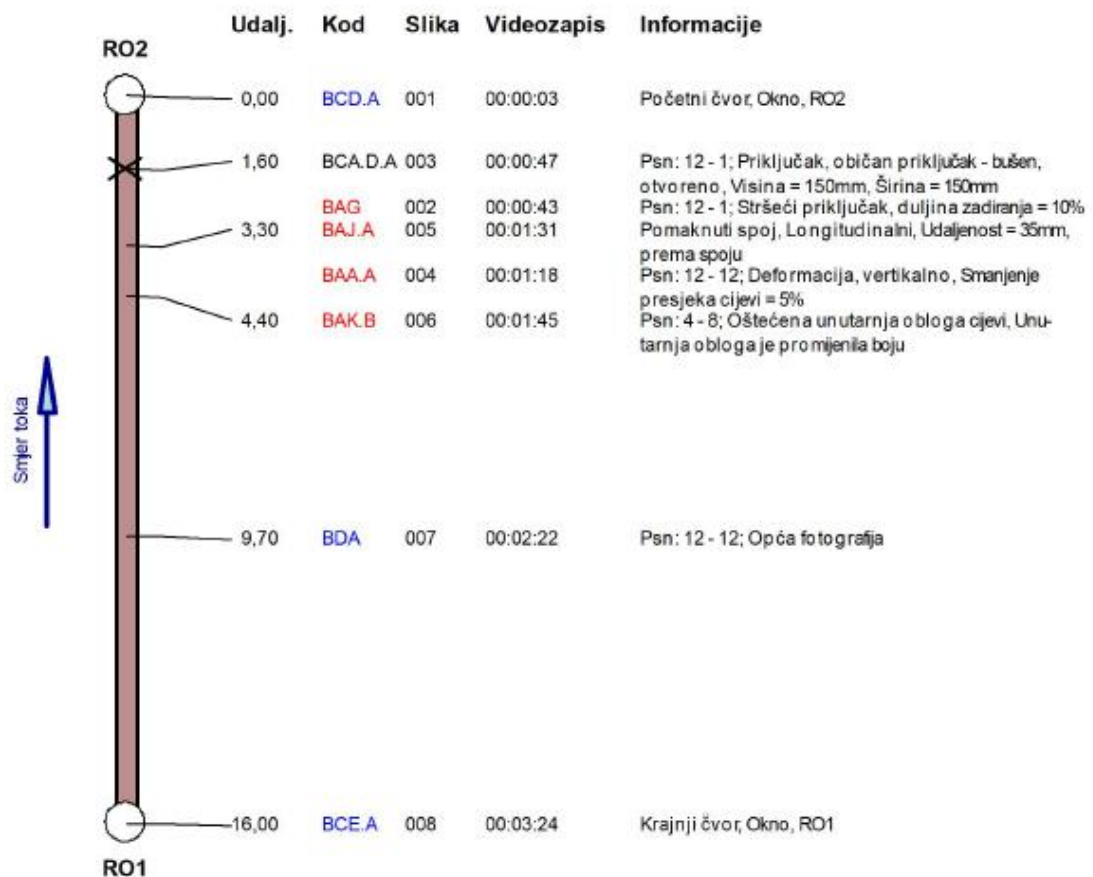 Udalj. Kod Slika Videozapis Informacije
RO2
0,00 BCD.A 001 00:00:03 Početni čvor, Okno, RO2
1,60 BCA.D.A 003 00:00:47 Psn: 12 - 1; Priključak, običan priključak - bušen,
otvoreno, Visina = 150mm, Širina = 150mm
BAG 002 00:00:43 Psn: 12 - 1; Stršeći priključak, duljina zadiranja = 10%
3,30 BAJ.A 005 00:01:31 Pomaknuti spoj, Longitudinalni, Udaljenost = 35mm,
prema spoju
BAA.A 004 00:01:18 Psn: 12 - 12; Deformacija, vertikalno, Smanjenje
presjeka cijevi = 5%
4,40 BAK.B 006 00:01:45 Psn: 4 - 8; Oštećena unutarnja obloga cijevi, Unu-
tarnja obloga je promijenila boju
Smjer toka
9,70 BDA 007 00:02:22 Psn: 12 - 12; Opća fotografija
16,00 BCE.A 008 00:03:24 Krajnji čvor, Okno, RO1
RO1